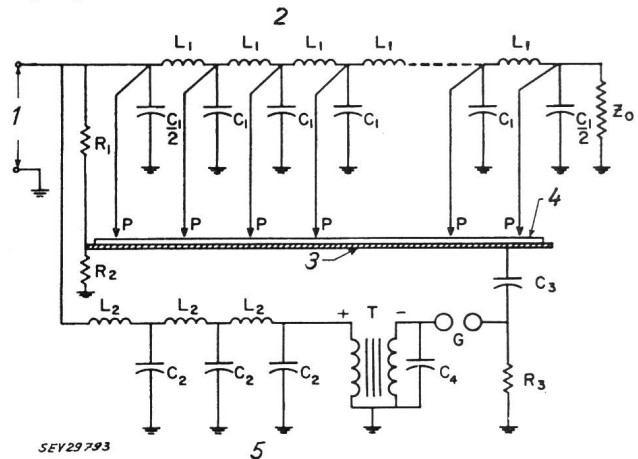 2
L₁ L₁ L₁ L₁ L₁
1
C₁/2 C₁ C₁ C₁ C₁ C₁/2 Z₀
R₁
P P P P P P 4
3
R₂
C₃
L₂ L₂ L₂
+ T - G
C₂ C₂ C₂ C₄ R₃
SEY29793 5